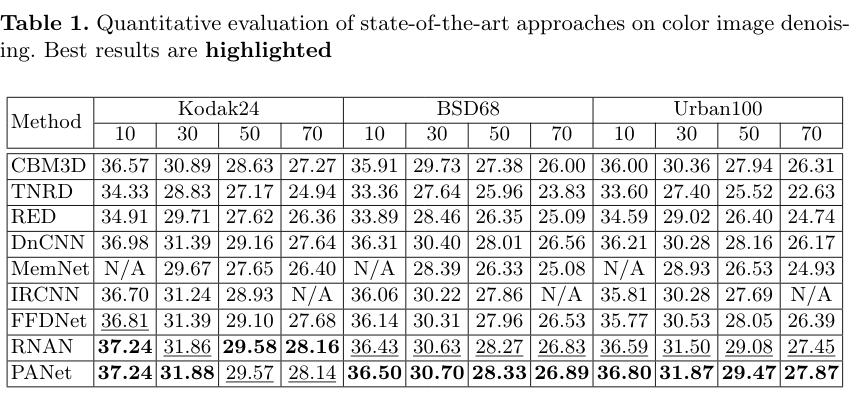 Table 1. Quantitative evaluation of state-of-the-art approaches on color image denois-
ing. Best results are highlighted
Method Kodak24 BSD68 Urban100
10 30 50 70 10 30 50 70 10 30 50 70
CBM3D 36.57 30.89 28.63 27.27 35.91 29.73 27.38 26.00 36.00 30.36 27.94 26.31
TNRD 34.33 28.83 27.17 24.94 33.36 27.64 25.96 23.83 33.60 27.40 25.52 22.63
RED 34.91 29.71 27.62 26.36 33.89 28.46 26.35 25.09 34.59 29.02 26.40 24.74
DnCNN 36.98 31.39 29.16 27.64 36.31 30.40 28.01 26.56 36.21 30.28 28.16 26.17
MemNet N/A 29.67 27.65 26.40 N/A 28.39 26.33 25.08 N/A 28.93 26.53 24.93
IRCNN 36.70 31.24 28.93 N/A 36.06 30.22 27.86 N/A 35.81 30.28 27.69 N/A
FFDNet 36.81 31.39 29.10 27.68 36.14 30.31 27.96 26.53 35.77 30.53 28.05 26.39
RNAN 37.24 31.86 29.58 28.16 36.43 30.63 28.27 26.83 36.59 31.50 29.08 27.45
PANet 37.24 31.88 29.57 28.14 36.50 30.70 28.33 26.89 36.80 31.87 29.47 27.87